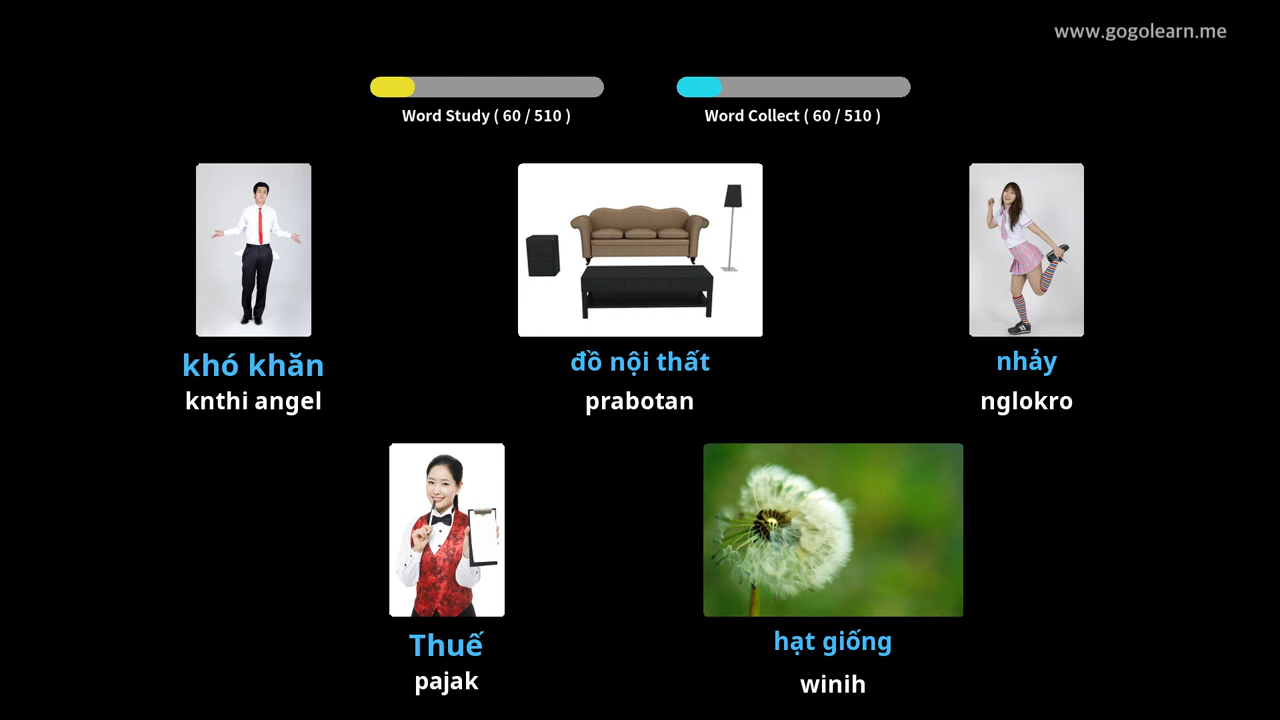 www.gogolearn.me
Word Study ( 60 / 510 )
Word Collect ( 60 / 510 )
khó khăn
knthi angel
đồ nội thất
prabotan
nhảy
nglokro
Thuế
pajak
hạt giống
winih